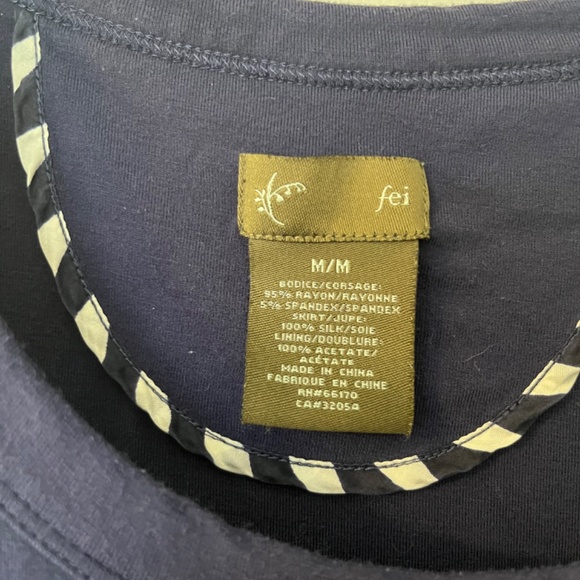 fei
M/M
BODICE/CORSAGE:
95% RAYON/RAYONNE
5% SPANDEX/SPANDEX
SKIRT/JUPE:
100% SILK/SOIE
LINING/DOUBLURE:
100% ACETATE/
ACÉTATE
MADE IN CHINA
FABRIQUE EN CHINE
RN#66170
CA#32054